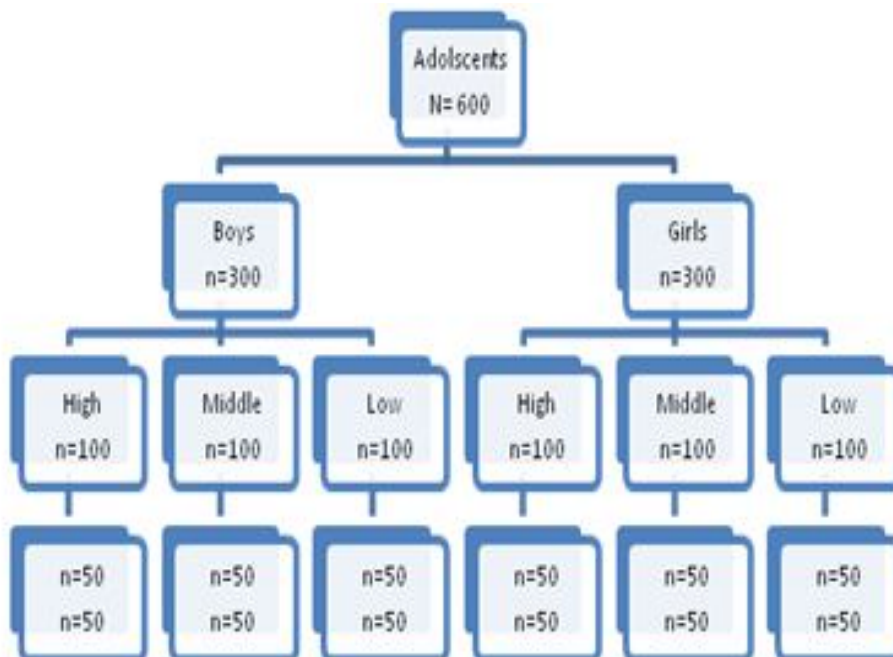 Adolscents
N= 600
Boys
n=300
Girls
n=300
High
n=100
Middle
n=100
Low
n=100
High
n=100
Middle
n=100
Low
n=100
n=50
n=50
n=50
n=50
n=50
n=50
n=50
n=50
n=50
n=50
n=50
n=50